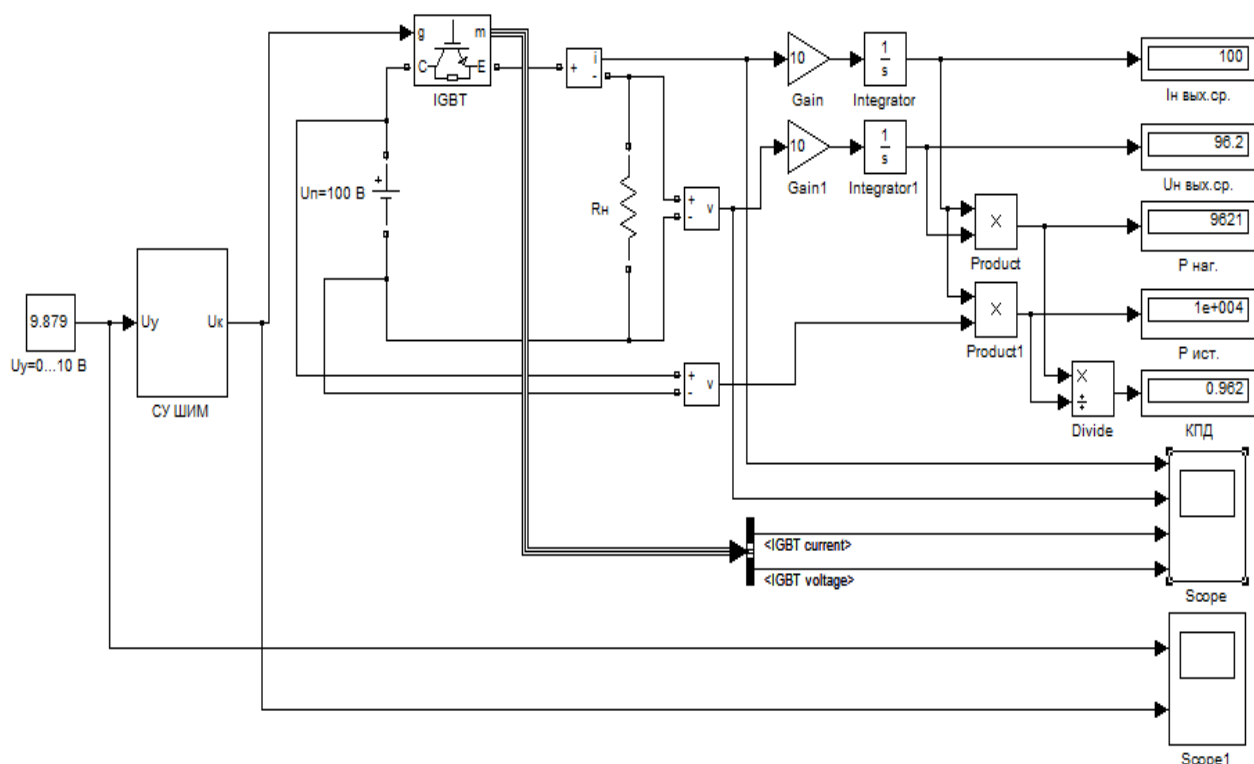 g
m
C
E
IGBT
+
i
-
10
Gain
1
s
Integrator
100
Iн вых.ср.
10
Gain1
1
s
Integrator1
96.2
Uн вых.ср.
+
Uп=100 В
Rн
+
-
v
×
Product
9621
P наг.
9.879
Uy=0...10 В
Uy
Uк
СУ ШИМ
×
Product1
1e+004
P ист.
+
-
v
×
÷
Divide
0.962
КПД
<IGBT current>
<IGBT voltage>
Scope
Scope1